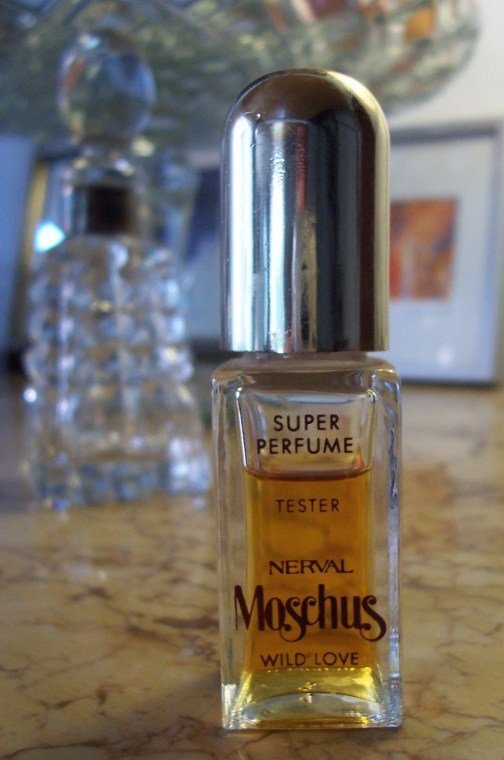 SUPER
PERFUME
TESTER
NERVAL
Moschus
WILD LOVE